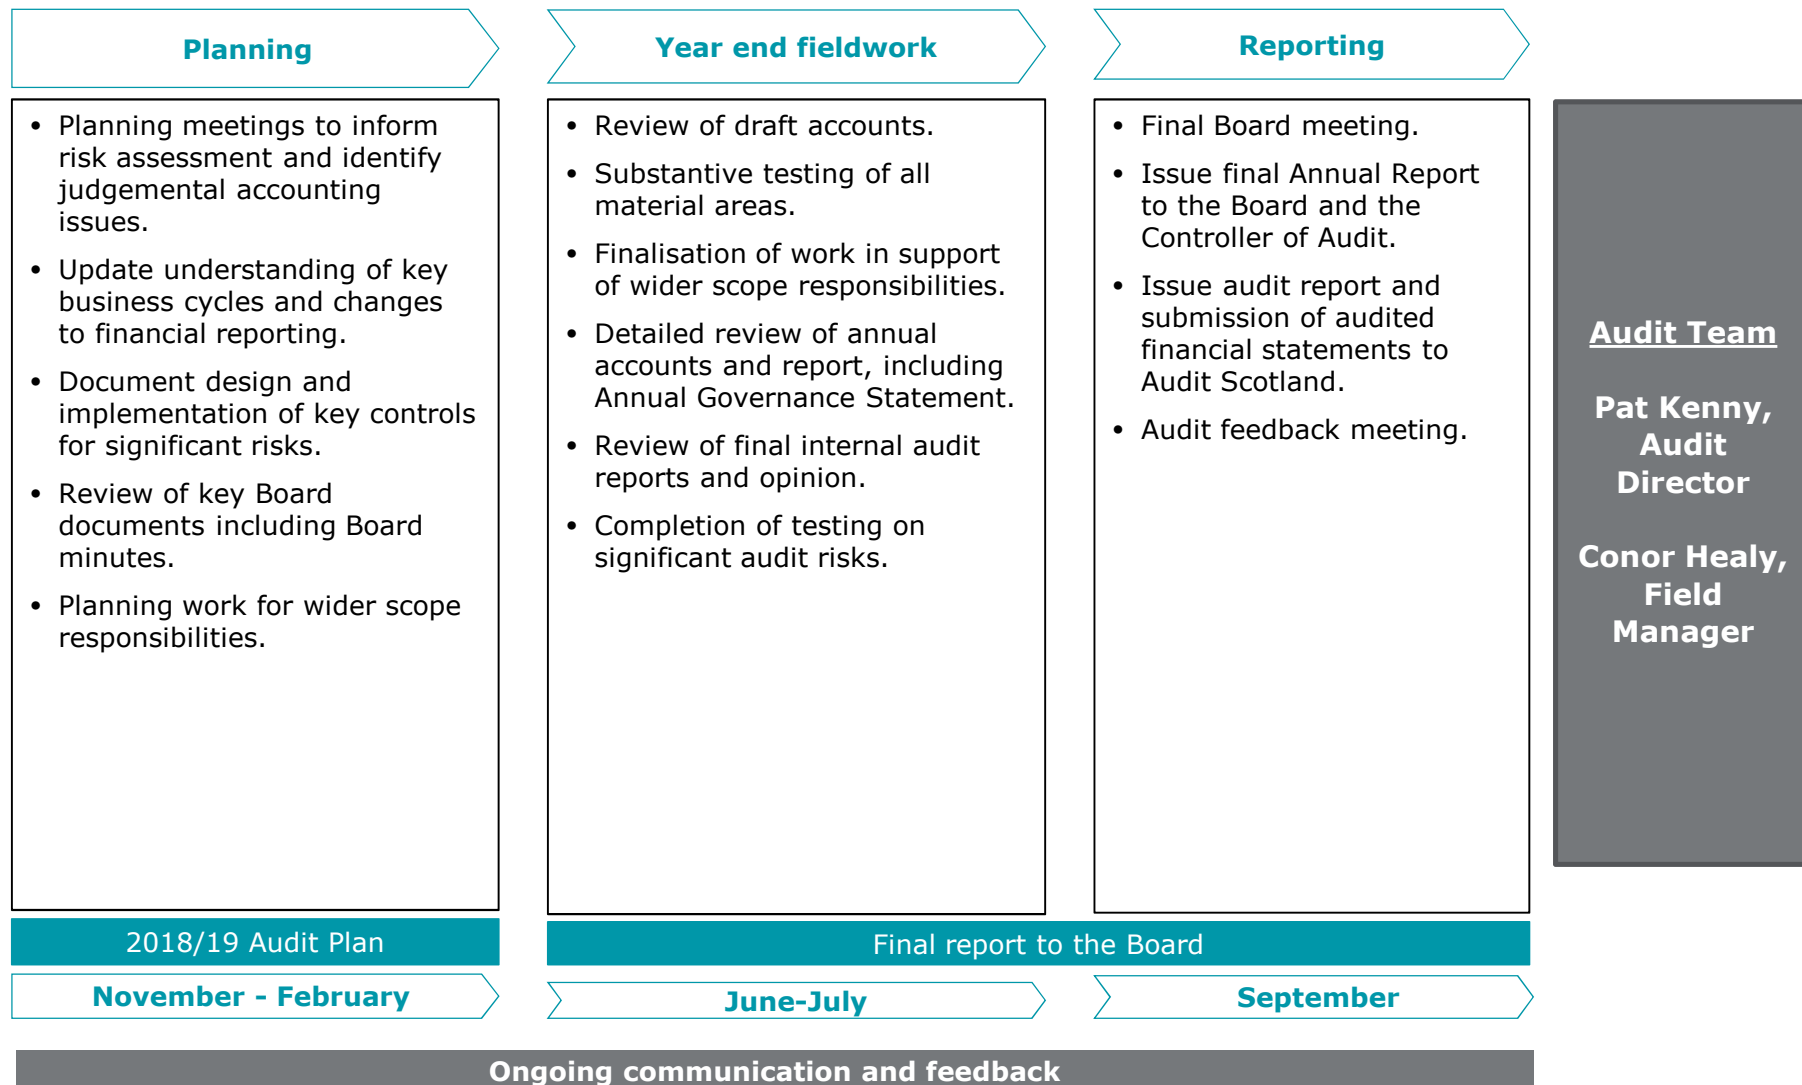 Planning
• Planning meetings to inform
risk assessment and identify
judgemental accounting
issues.
• Update understanding of key
business cycles and changes
to financial reporting.
• Document design and
implementation of key controls
for significant risks.
• Review of key Board
documents including Board
minutes.
• Planning work for wider scope
responsibilities.
2018/19 Audit Plan
November - February
Year end fieldwork
• Review of draft accounts.
• Substantive testing of all
material areas.
• Finalisation of work in support
of wider scope responsibilities.
• Detailed review of annual
accounts and report, including
Annual Governance Statement.
• Review of final internal audit
reports and opinion.
• Completion of testing on
significant audit risks.
June-July
Reporting
• Final Board meeting.
• Issue final Annual Report
to the Board and the
Controller of Audit.
• Issue audit report and
submission of audited
financial statements to
Audit Scotland.
• Audit feedback meeting.
Final report to the Board
September
Audit Team
Pat Kenny,
Audit
Director
Conor Healy,
Field
Manager
Ongoing communication and feedback